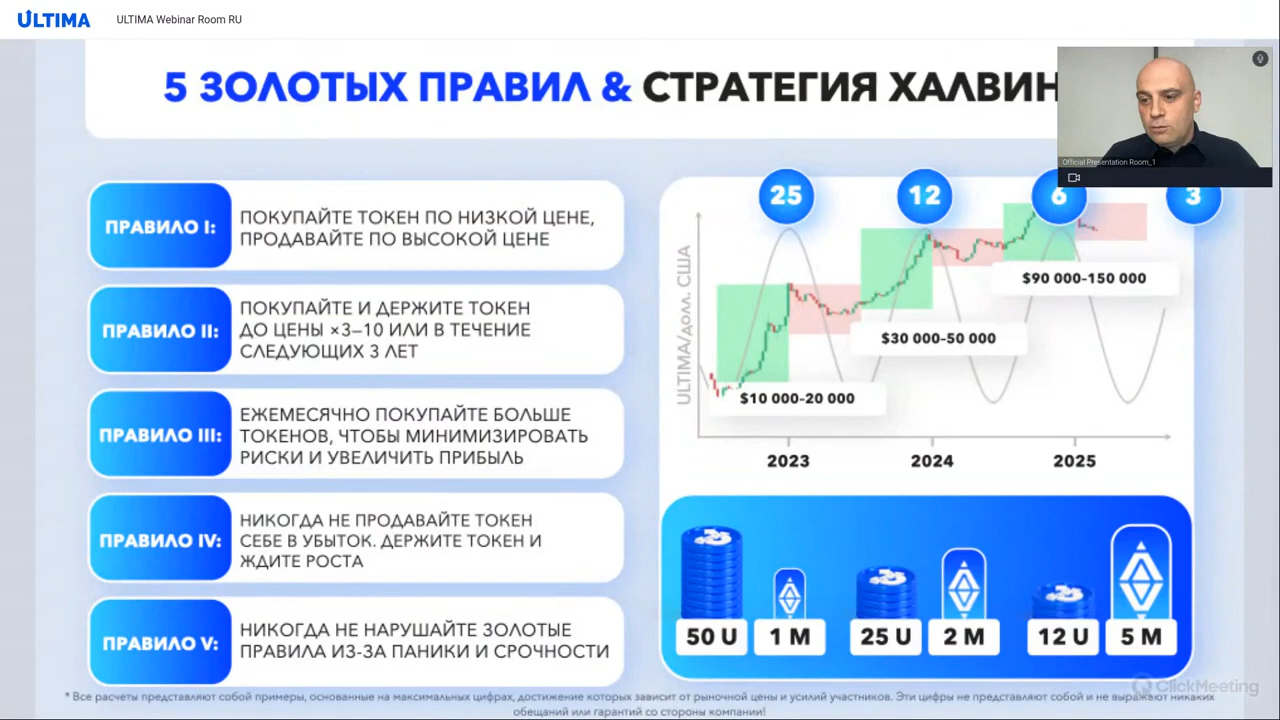 ULTIMA
ULTIMA Webinar Room RU
5 ЗОЛОТЫХ ПРАВИЛ & СТРАТЕГИЯ ХАЛВИН
Official Presentation Room_1
ПРАВИЛО I:
ПОКУПАЙТЕ ТОКЕН ПО НИЗКОЙ ЦЕНЕ,
ПРОДАВАЙТЕ ПО ВЫСОКОЙ ЦЕНЕ
ПРАВИЛО II:
ПОКУПАЙТЕ И ДЕРЖИТЕ ТОКЕН
ДО ЦЕНЫ ×3–10 ИЛИ В ТЕЧЕНИЕ
СЛЕДУЮЩИХ 3 ЛЕТ
ПРАВИЛО III:
ЕЖЕМЕСЯЧНО ПОКУПАЙТЕ БОЛЬШЕ
ТОКЕНОВ, ЧТОБЫ МИНИМИЗИРОВАТЬ
РИСКИ И УВЕЛИЧИТЬ ПРИБЫЛЬ
ПРАВИЛО IV:
НИКОГДА НЕ ПРОДАВАЙТЕ ТОКЕН
СЕБЕ В УБЫТОК. ДЕРЖИТЕ ТОКЕН И
ЖДИТЕ РОСТА
ПРАВИЛО V:
НИКОГДА НЕ НАРУШАЙТЕ ЗОЛОТЫЕ
ПРАВИЛА ИЗ-ЗА ПАНИКИ И СРОЧНОСТИ
25 12 6 3
ULTIMA/долл. США
$90 000–150 000
$30 000–50 000
$10 000–20 000
2023 2024 2025
50 U 1 M 25 U 2 M 12 U 5 M
ClickMeeting
* Все расчеты представляют собой примеры, основанные на максимальных цифрах, достижение которых зависит от рыночной цены и усилий участников. Эти цифры не представляют собой и не выражают никаких
обещаний или гарантий со стороны компании!